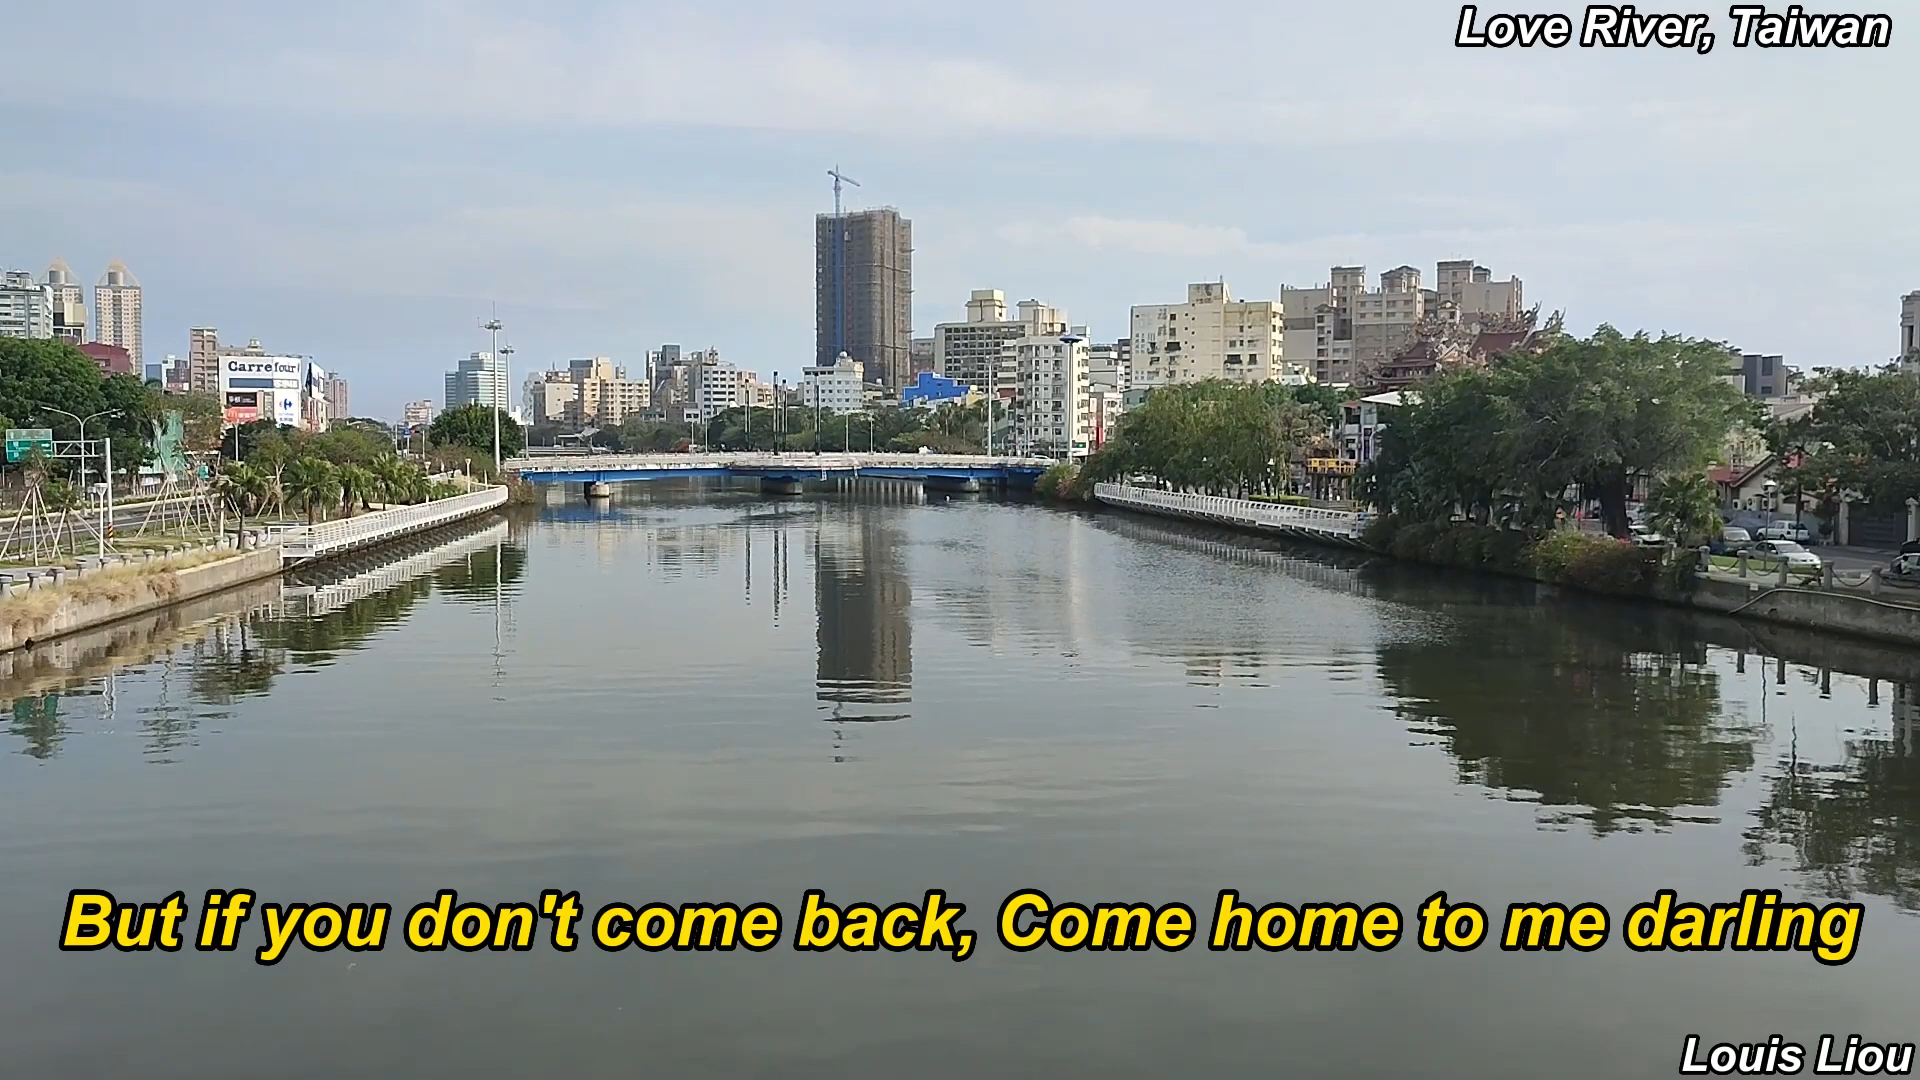 Love River, Taiwan
Carrefour
But if you don't come back, Come home to me darling
Louis Liou